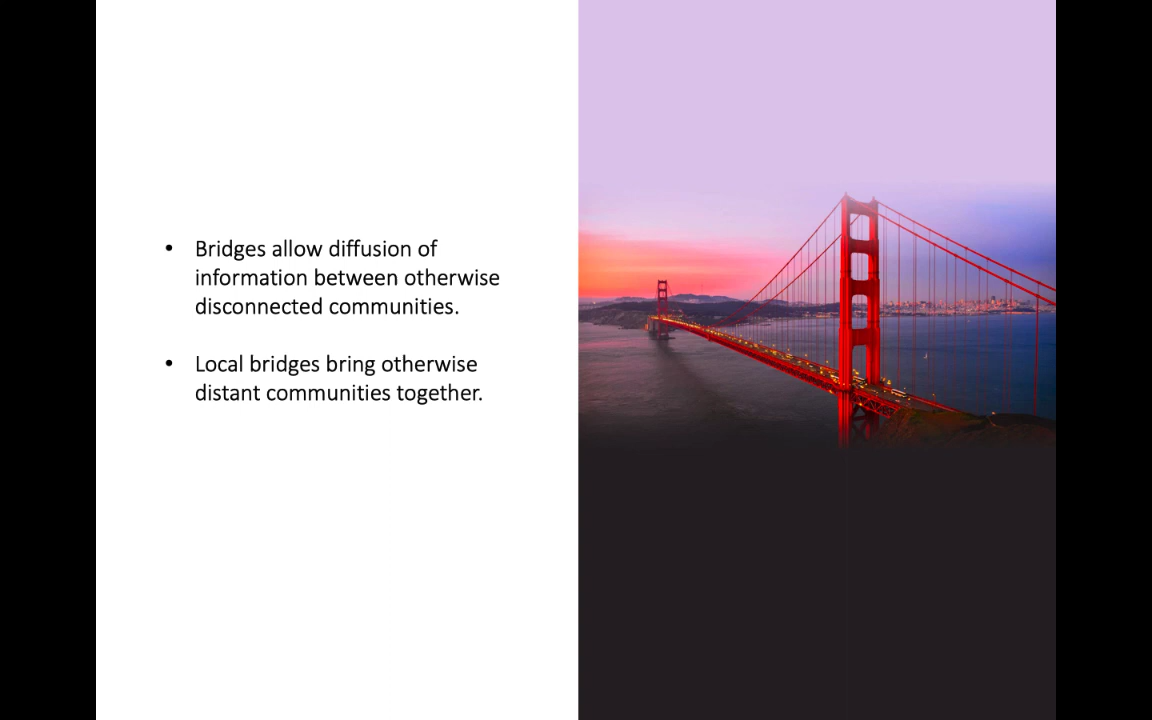 • Bridges allow diffusion of
information between otherwise
disconnected communities.
• Local bridges bring otherwise
distant communities together.